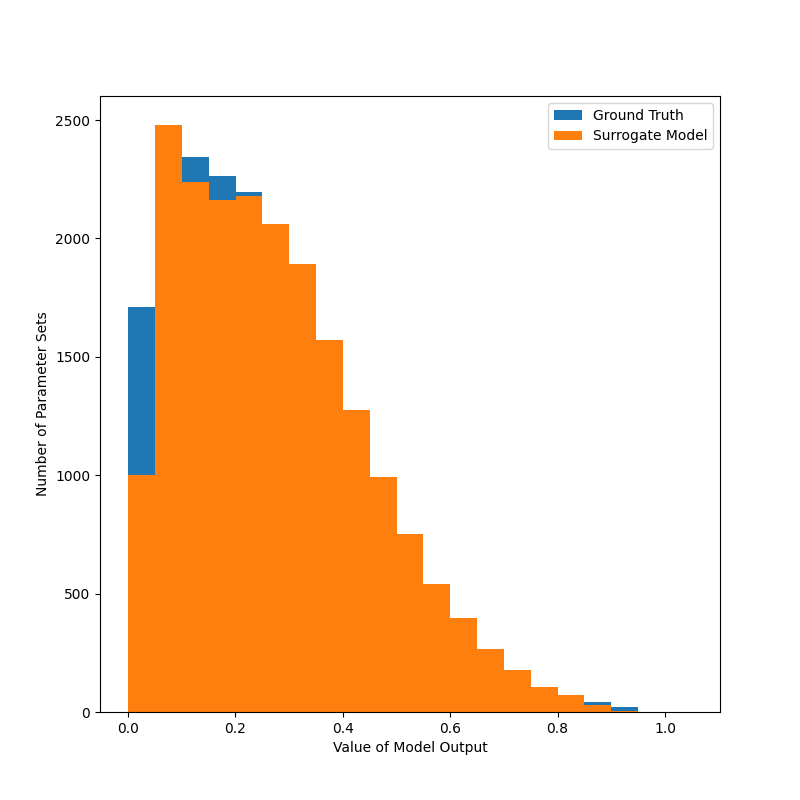 Ground Truth
Surrogate Model
2500
2000
1500
1000
500
0
Number of Parameter Sets
0.0 0.2 0.4 0.6 0.8 1.0
Value of Model Output